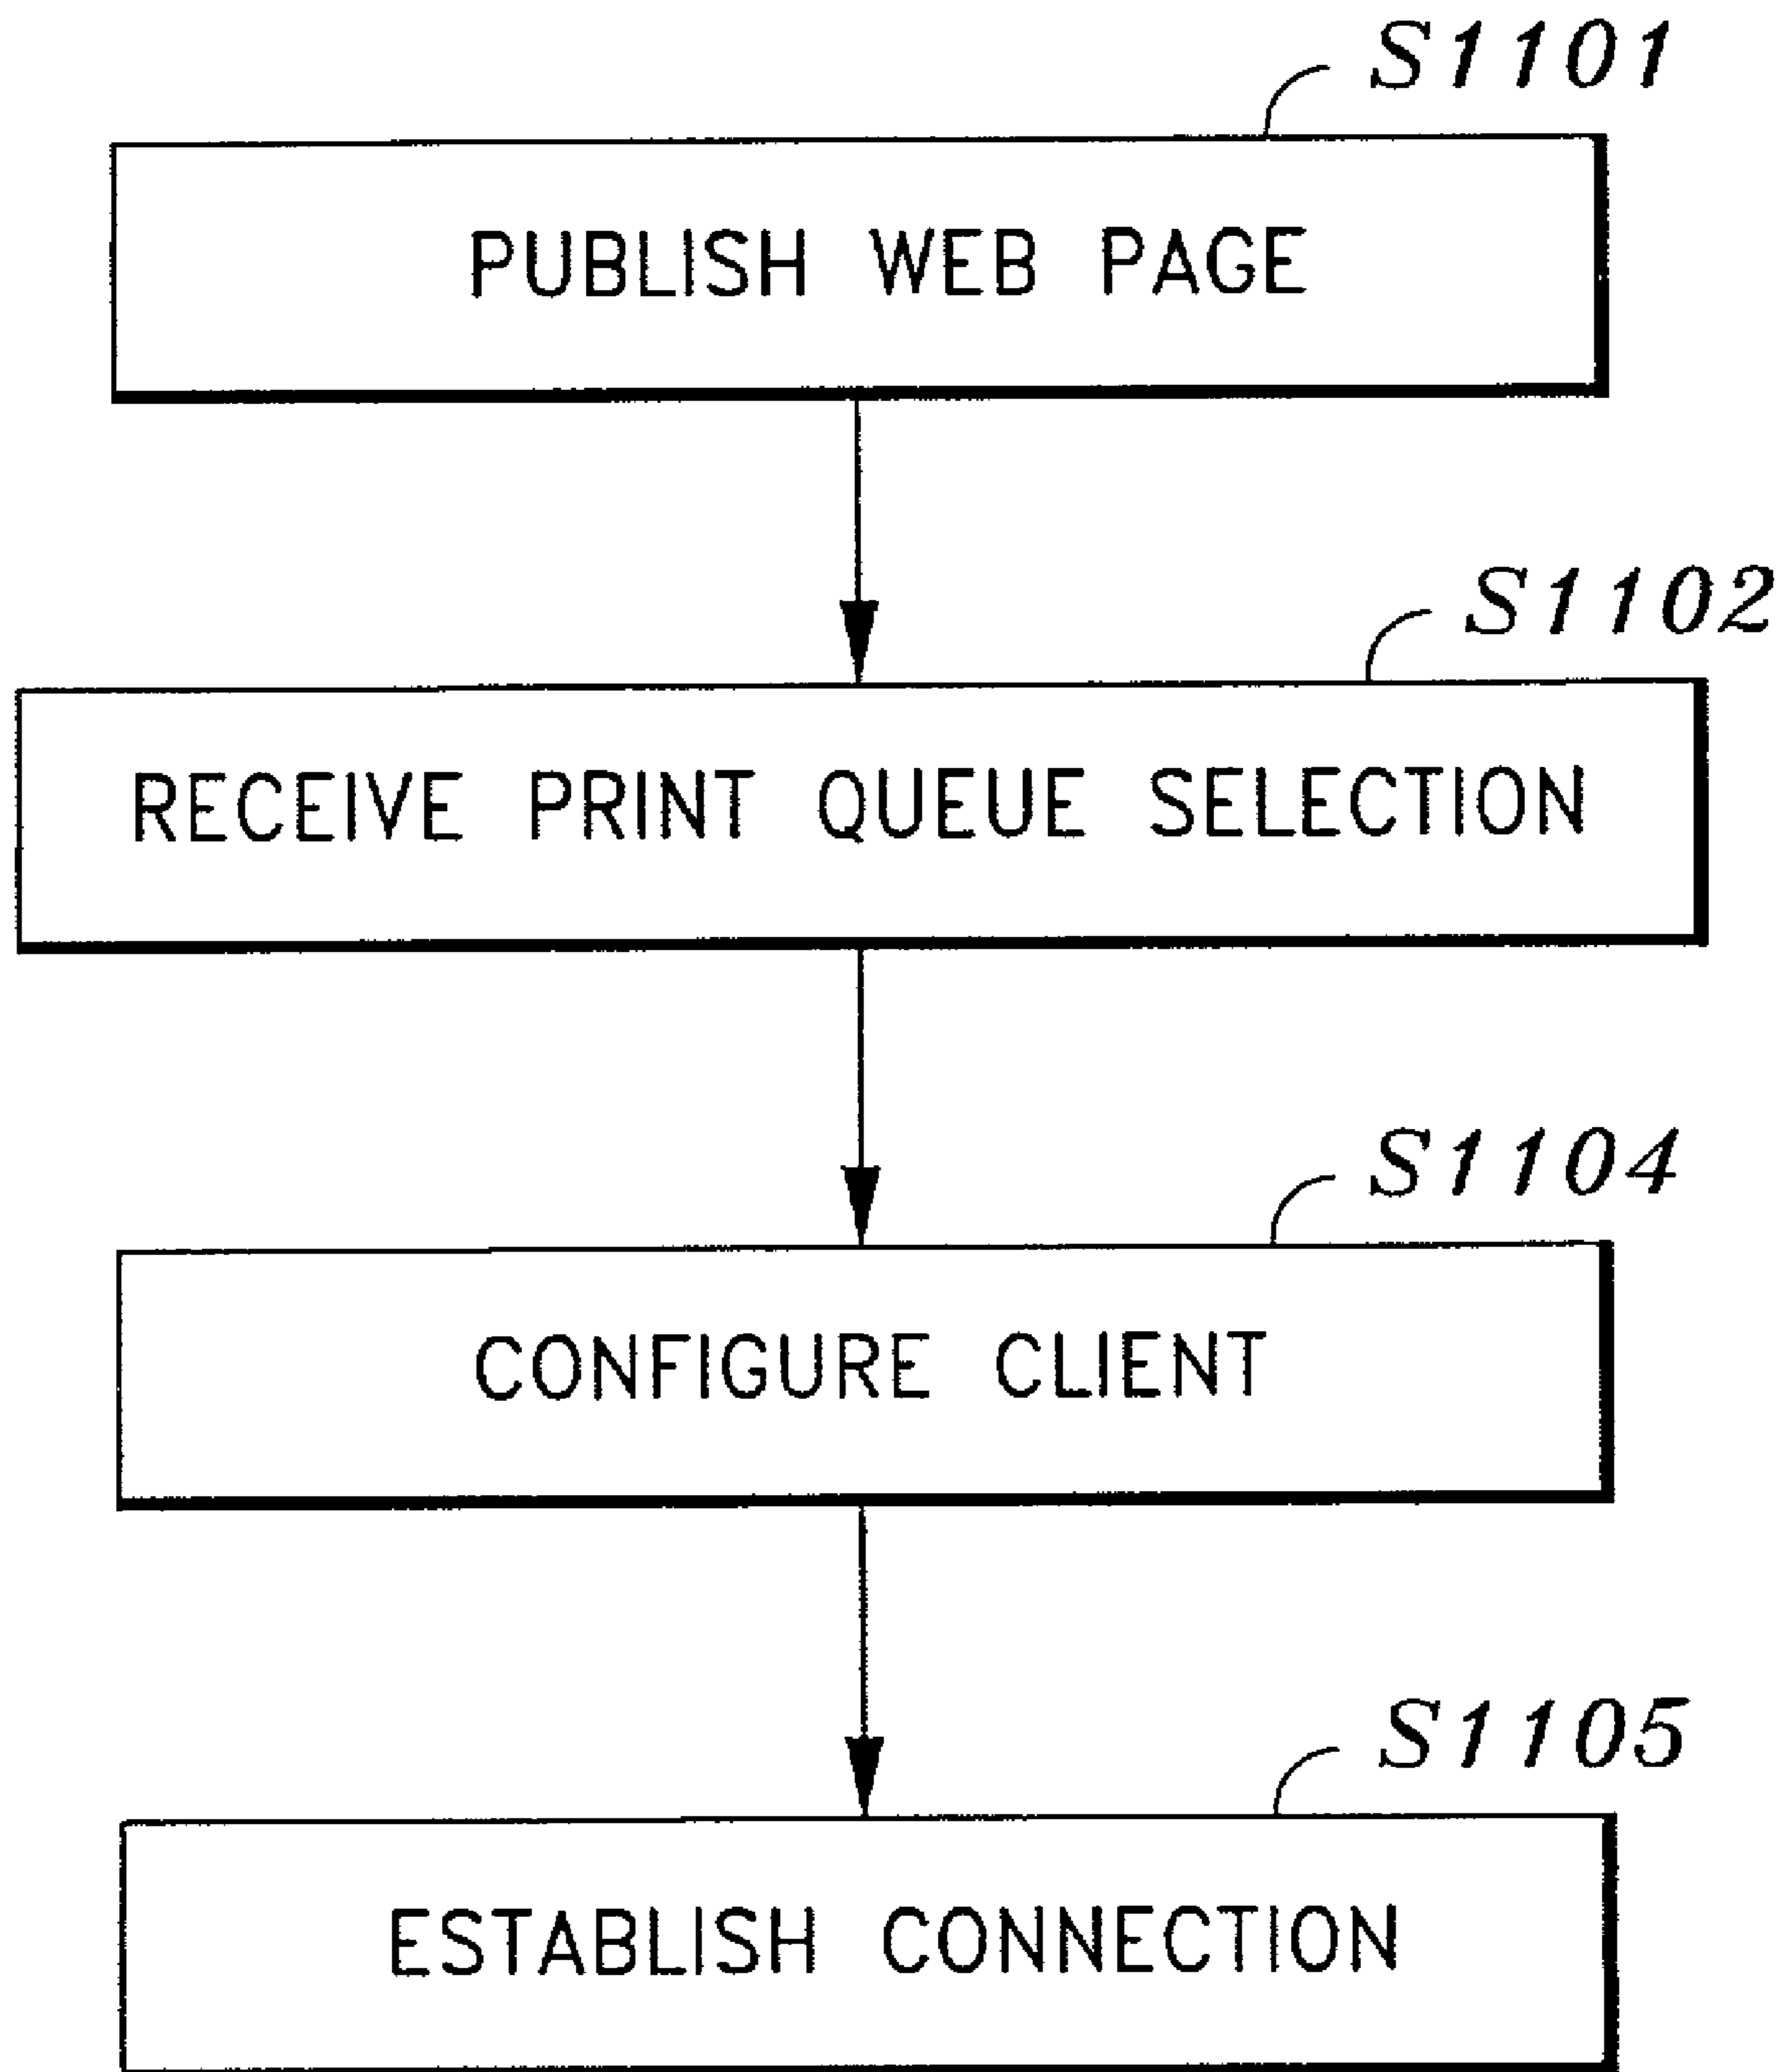 S1101
PUBLISH WEB PAGE
S1102
RECEIVE PRINT QUEUE SELECTION
S1104
CONFIGURE CLIENT
S1105
ESTABLISH CONNECTION